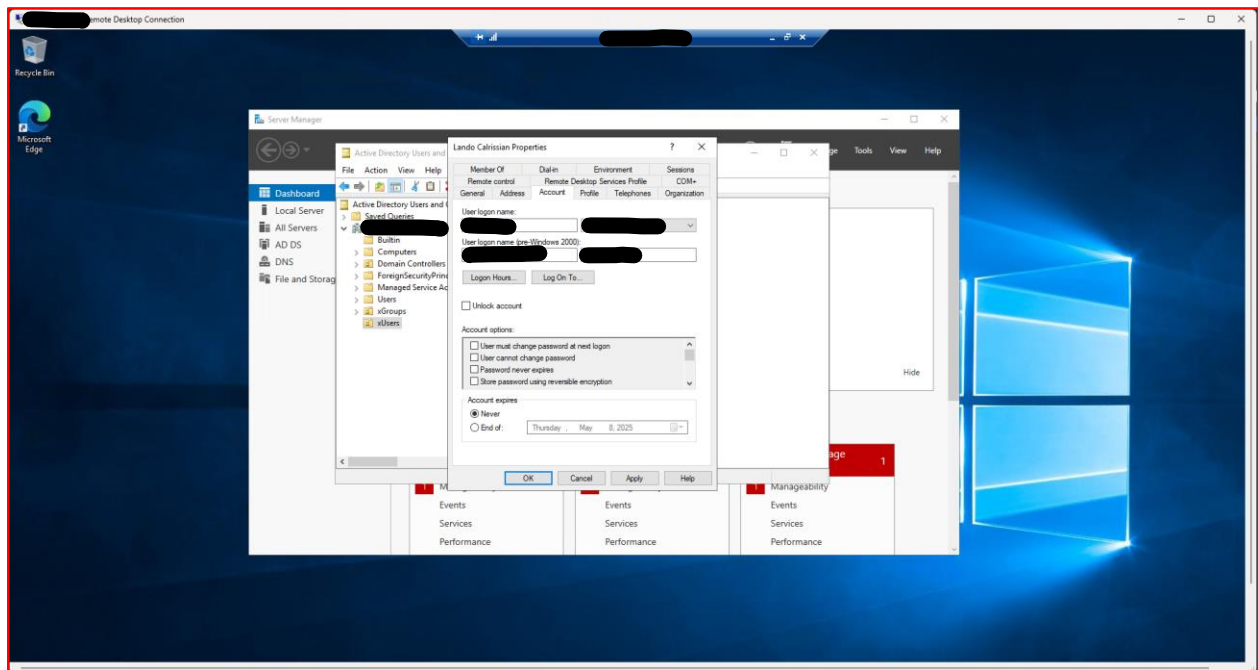 emote Desktop Connection
Recycle Bin
Microsoft
Edge
Server Manager
Tools View Help
Dashboard
Local Server
All Servers
AD DS
DNS
File and Storag
Active Directory Users and
File Action View Help
Active Directory Users and
Saved Queries
Builtin
Computers
Domain Controllers
ForeignSecurityPrinc
Managed Service Ac
Users
xGroups
xUsers
Lando Calrissian Properties
Member Of Dial-in Environment Sessions
Remote control Remote Desktop Services Profile COM+
General Address Account Profile Telephones Organization
User logon name:
User logon name (pre-Windows 2000):
Logon Hours... Log On To...
Unlock account
Account options:
User must change password at next logon
User cannot change password
Password never expires
Store password using reversible encryption
Account expires
Never
End of: Thursday , May 8, 2025
OK Cancel Apply Help
Hide
age 1
1 1 Manageability
Events Events Events
Services Services Services
Performance Performance Performance